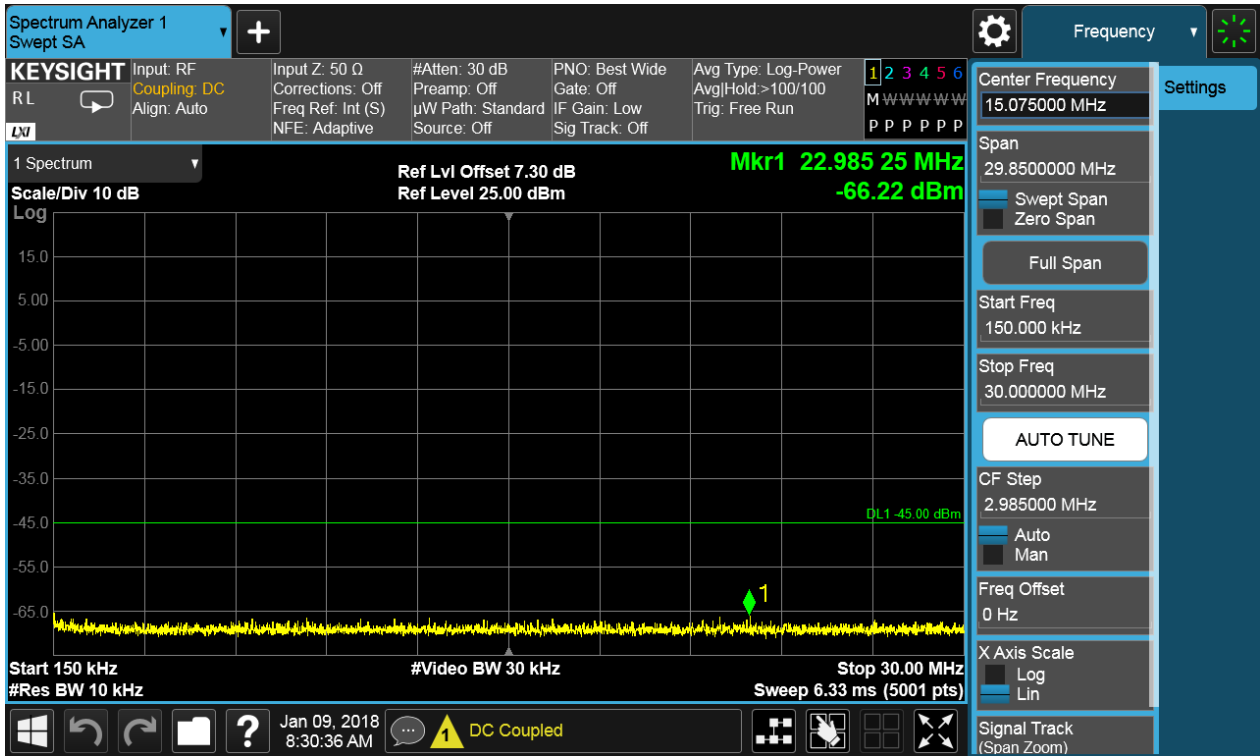 Spectrum Analyzer 1
Swept SA
+
Frequency
KEYSIGHT
RL
LXI
Input: RF
Coupling: DC
Align: Auto
Input Z: 50 Ω
Corrections: Off
Freq Ref: Int (S)
NFE: Adaptive
#Atten: 30 dB
Preamp: Off
µW Path: Standard
Source: Off
PNO: Best Wide
Gate: Off
IF Gain: Low
Sig Track: Off
Avg Type: Log-Power
Avg|Hold:>100/100
Trig: Free Run
1 2 3 4 5 6
M W W W W W
P P P P P P
1 Spectrum
Scale/Div 10 dB
Log
Ref Lvl Offset 7.30 dB
Ref Level 25.00 dBm
Mkr1 22.985 25 MHz
-66.22 dBm
15.0
5.00
-5.00
-15.0
-25.0
-35.0
-45.0
-55.0
-65.0
DL1 -45.00 dBm
1
Start 150 kHz
#Res BW 10 kHz
#Video BW 30 kHz
Stop 30.00 MHz
Sweep 6.33 ms (5001 pts)
Center Frequency
15.075000 MHz
Span
29.8500000 MHz
Swept Span
Zero Span
Full Span
Start Freq
150.000 kHz
Stop Freq
30.000000 MHz
AUTO TUNE
CF Step
2.985000 MHz
Auto
Man
Freq Offset
0 Hz
X Axis Scale
Log
Lin
Signal Track
(Span Zoom)
Settings
?
Jan 09, 2018
8:30:36 AM
1
DC Coupled